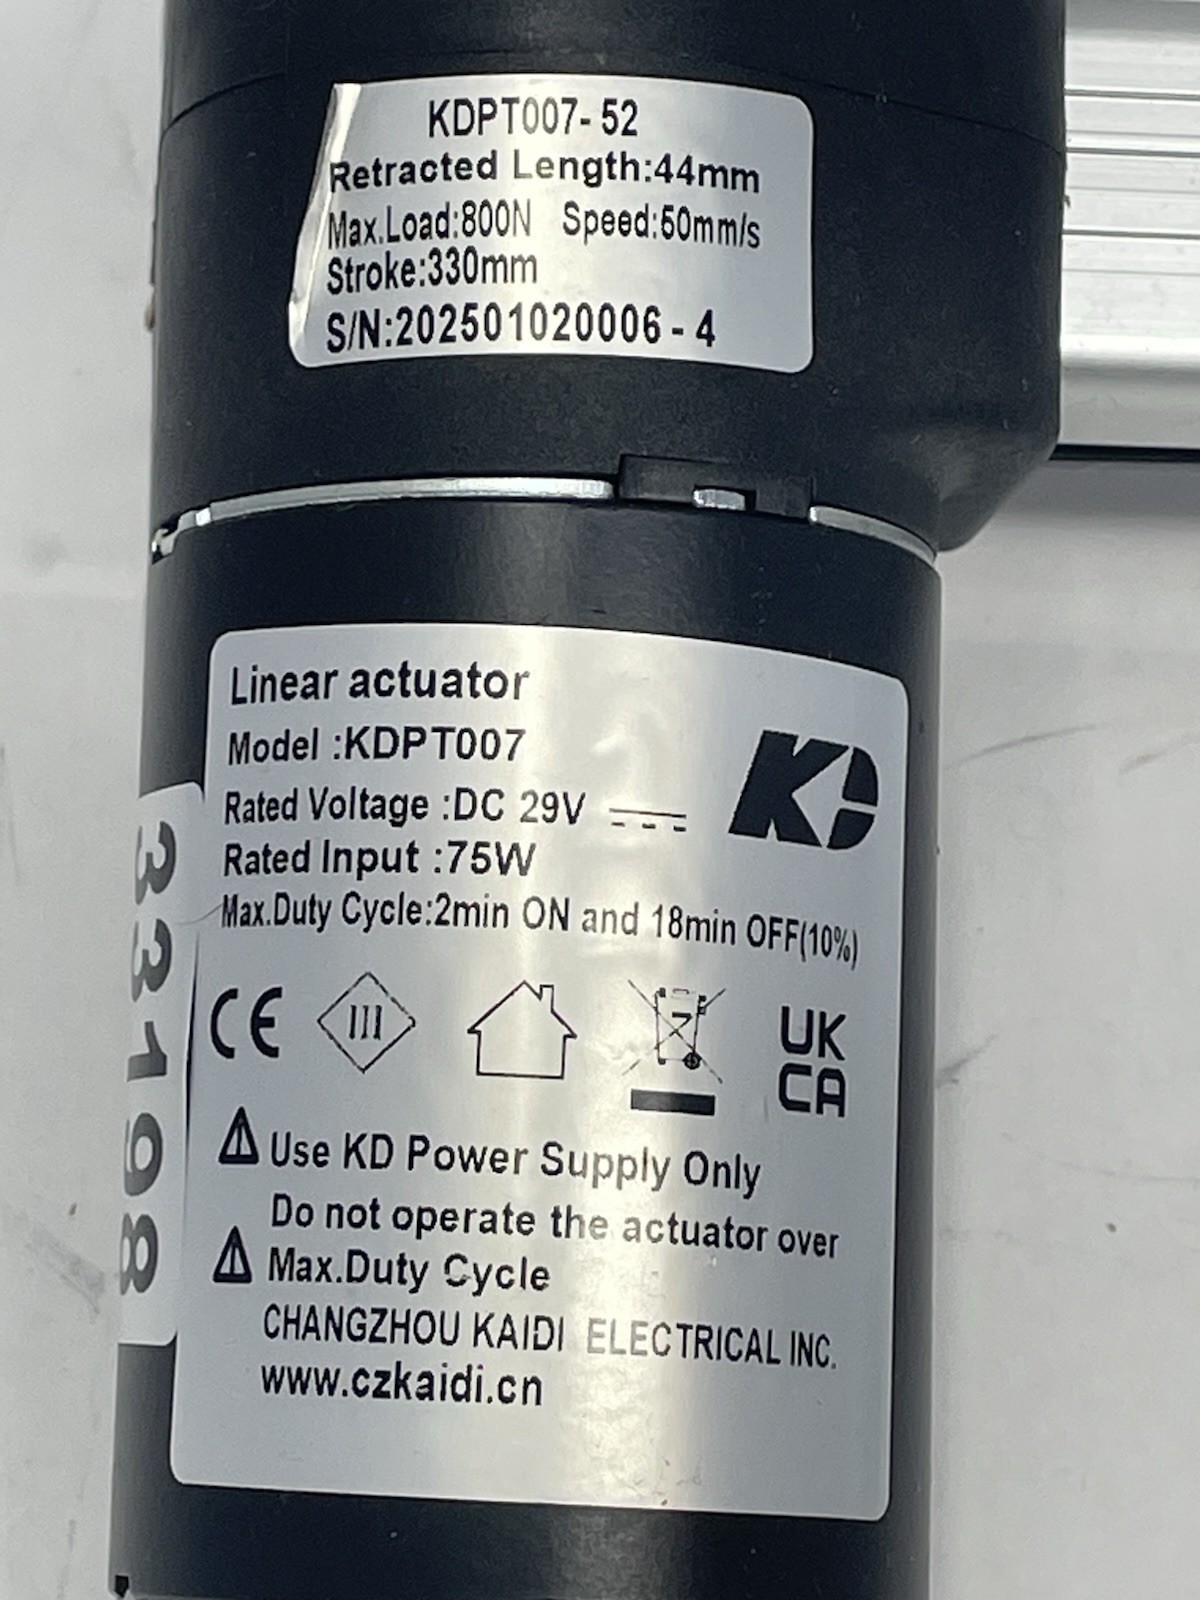 KDPT007-52
Retracted Length:44mm
Max.Load:800N Speed:50mm/s
Stroke:330mm
S/N:202501020006-4
Linear actuator
Model :KDPT007
KD
Rated Voltage :DC 29V
Rated Input :75W
Max.Duty Cycle:2min ON and 18min OFF(10%)
CE III UK CA
Use KD Power Supply Only
Do not operate the actuator over
Max.Duty Cycle
CHANGZHOU KAIDI ELECTRICAL INC.
www.czkaidi.cn
33198